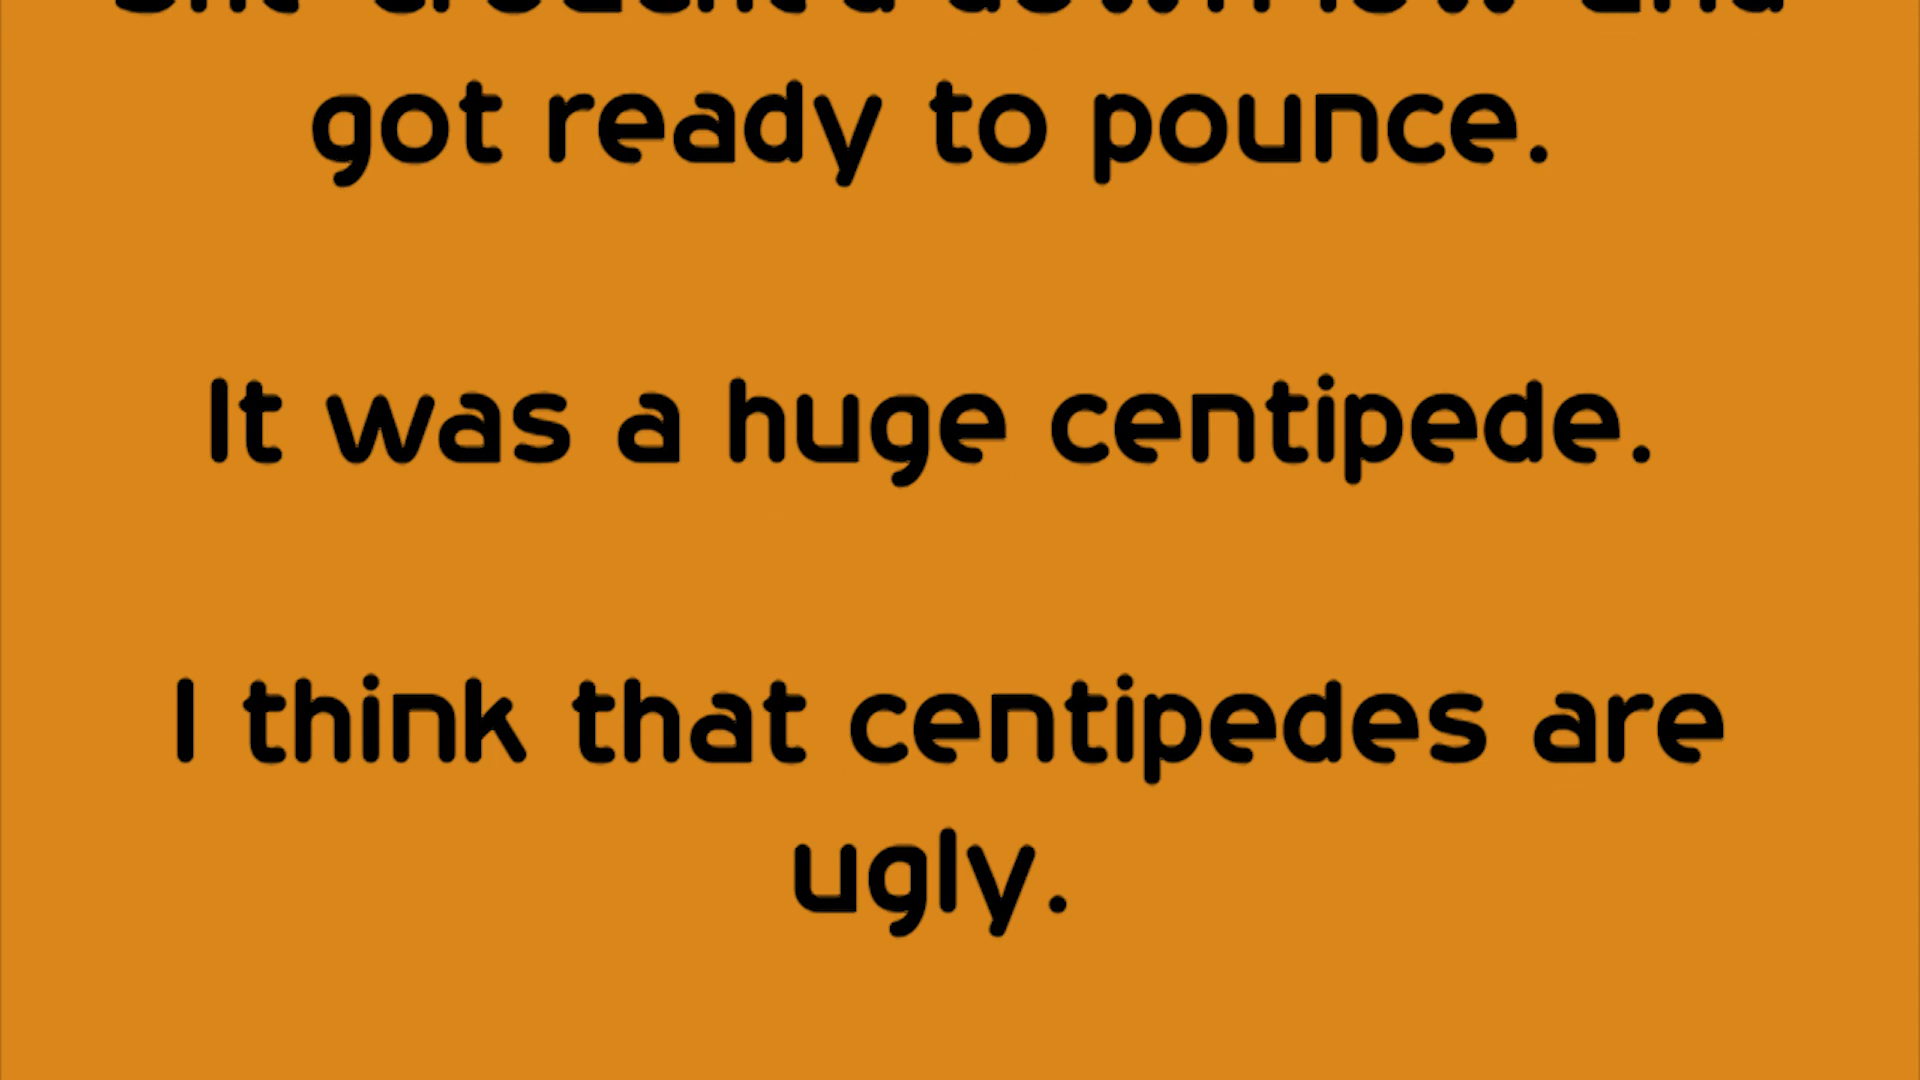 got ready to pounce.
It was a huge centipede.
I think that centipedes are
ugly.